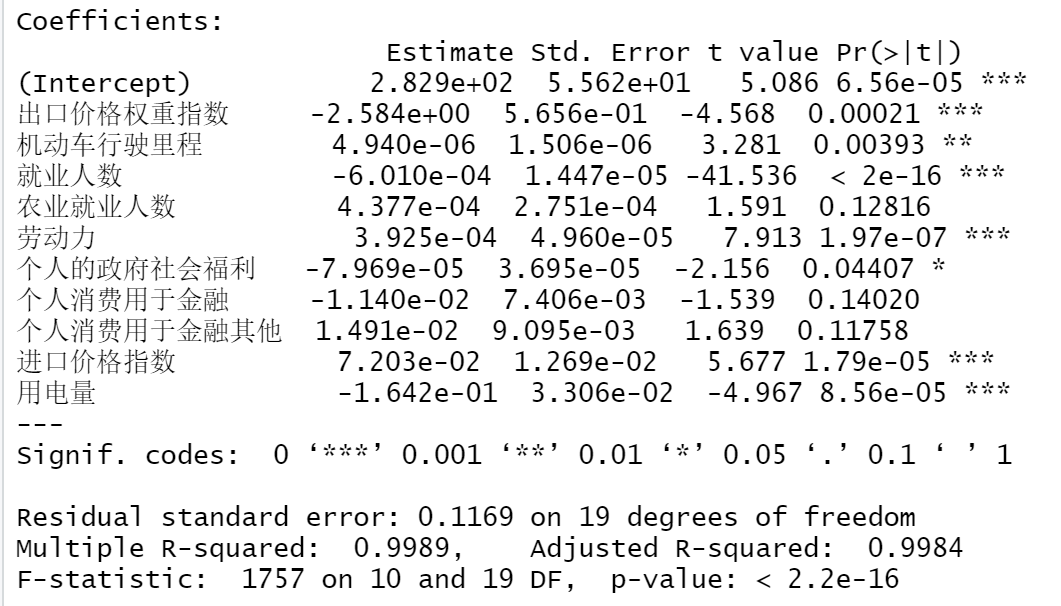 Coefficients:
Estimate Std. Error t value Pr(>|t|)
(Intercept) 2.829e+02 5.562e+01 5.086 6.56e-05 ***
出口价格权重指数 -2.584e+00 5.656e-01 -4.568 0.00021 ***
机动车行驶里程 4.940e-06 1.506e-06 3.281 0.00393 **
就业人数 -6.010e-04 1.447e-05 -41.536 < 2e-16 ***
农业就业人数 4.377e-04 2.751e-04 1.591 0.12816
劳动力 3.925e-04 4.960e-05 7.913 1.97e-07 ***
个人的政府社会福利 -7.969e-05 3.695e-05 -2.156 0.04407 *
个人消费用于金融 -1.140e-02 7.406e-03 -1.539 0.14020
个人消费用于金融其他 1.491e-02 9.095e-03 1.639 0.11758
进口价格指数 7.203e-02 1.269e-02 5.677 1.79e-05 ***
用电量 -1.642e-01 3.306e-02 -4.967 8.56e-05 ***
---
Signif. codes: 0 ‘***’ 0.001 ‘**’ 0.01 ‘*’ 0.05 ‘.’ 0.1 ‘ ’ 1
Residual standard error: 0.1169 on 19 degrees of freedom
Multiple R-squared: 0.9989, Adjusted R-squared: 0.9984
F-statistic: 1757 on 10 and 19 DF, p-value: < 2.2e-16